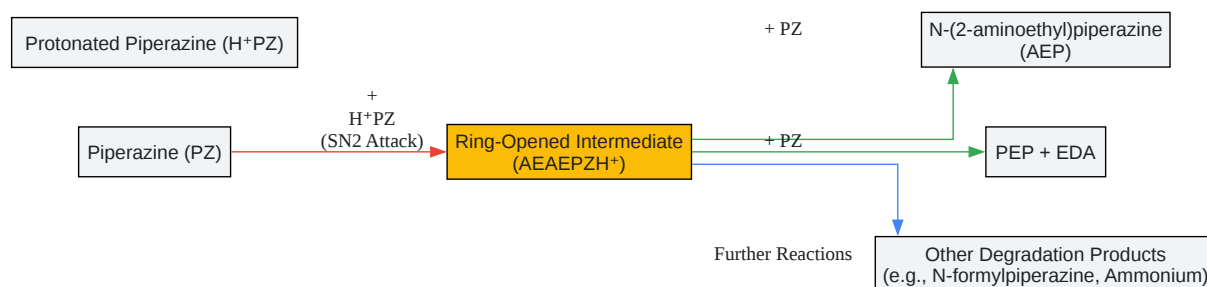 Protonated Piperazine (H⁺PZ)
+ PZ
N-(2-aminoethyl)piperazine
(AEP)
Piperazine (PZ)
+
H⁺PZ
(SN2 Attack)
Ring-Opened Intermediate
(AEAEPZH⁺)
+ PZ
PEP + EDA
Further Reactions
Other Degradation Products
(e.g., N-formylpiperazine, Ammonium)